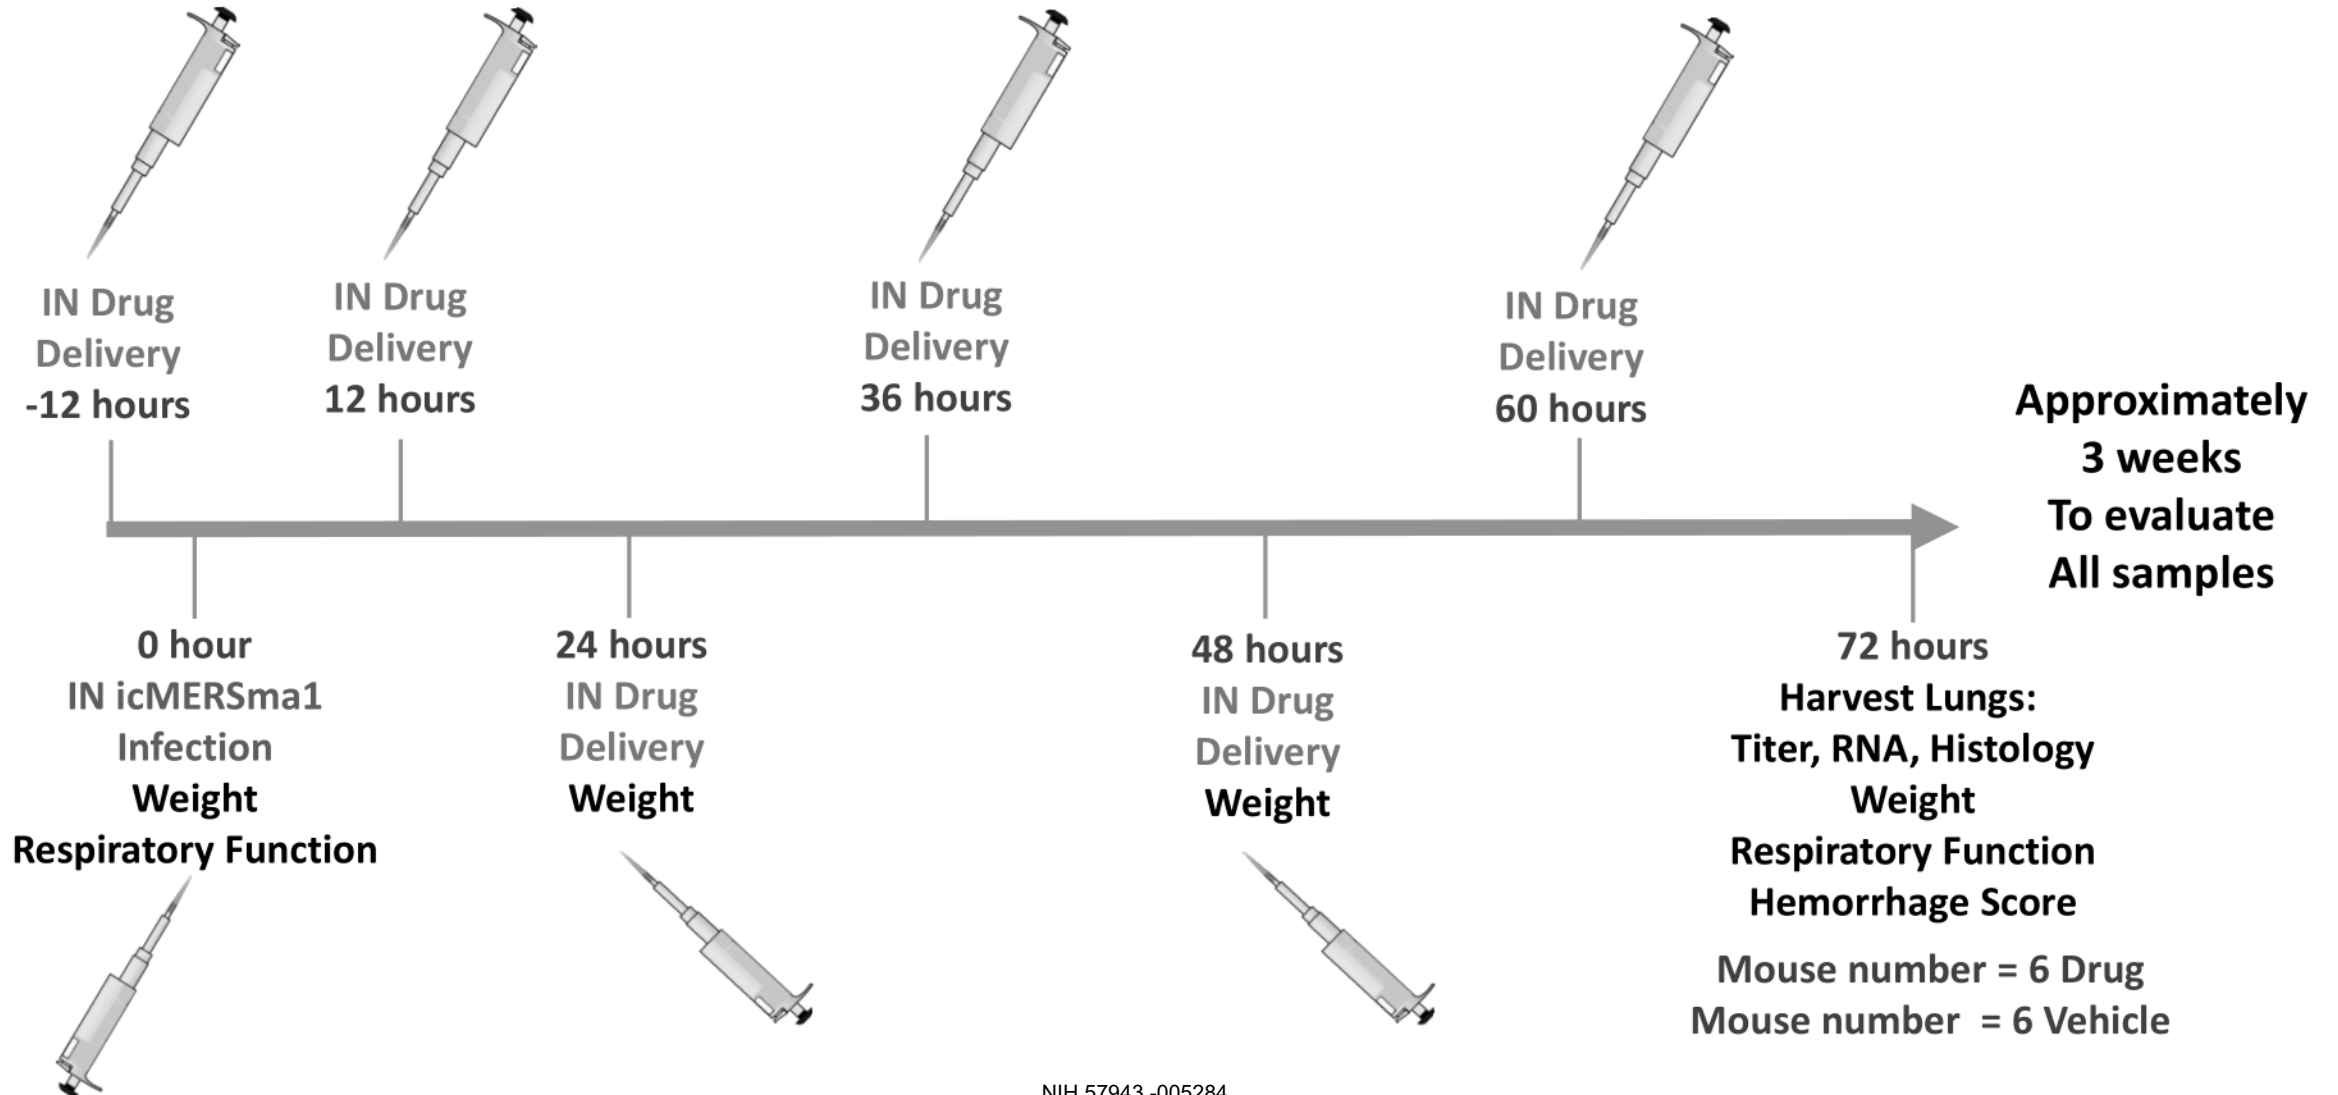 IN Drug
Delivery
-12 hours
IN Drug
Delivery
12 hours
IN Drug
Delivery
36 hours
IN Drug
Delivery
60 hours
Approximately
3 weeks
To evaluate
All samples
0 hour
IN icMERSma1
Infection
Weight
Respiratory Function
24 hours
IN Drug
Delivery
Weight
48 hours
IN Drug
Delivery
Weight
72 hours
Harvest Lungs:
Titer, RNA, Histology
Weight
Respiratory Function
Hemorrhage Score
Mouse number = 6 Drug
Mouse number = 6 Vehicle
NIH 57943 -005284